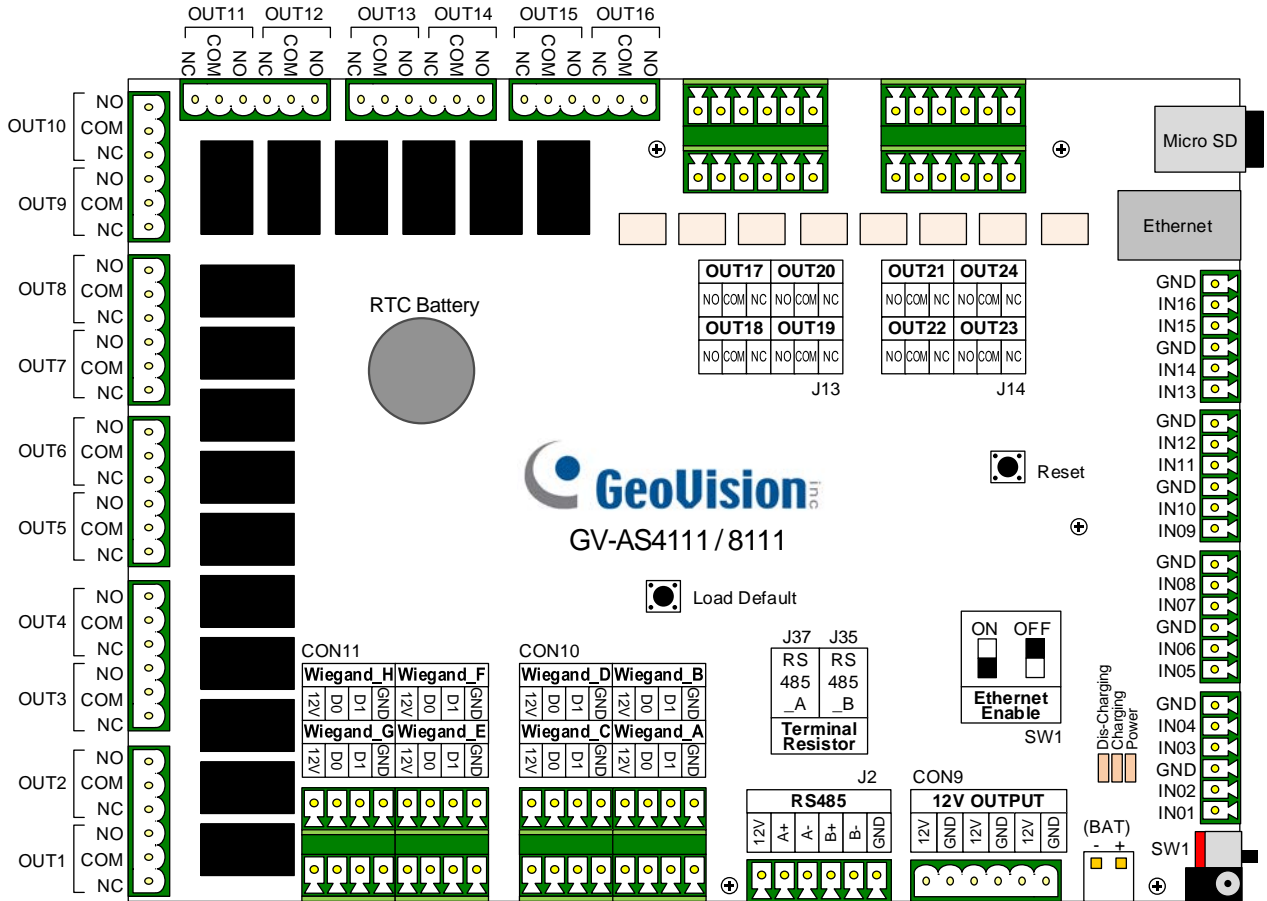 OUT11 OUT12 OUT13 OUT14 OUT15 OUT16
NC COM NO NC COM NO NC COM NO NC COM NO NC COM NO NC COM NO
OUT10
NO
COM
NC
OUT9
NO
COM
NC
OUT8
NO
COM
NC
OUT7
NO
COM
NC
OUT6
NO
COM
NC
OUT5
NO
COM
NC
OUT4
NO
COM
NC
OUT3
NO
COM
NC
OUT2
NO
COM
NC
OUT1
NO
COM
NC
Micro SD
Ethernet
RTC Battery
OUT17 OUT20
NO COM NC NO COM NC
OUT18 OUT19
NO COM NC NO COM NC
J13
OUT21 OUT24
NO COM NC NO COM NC
OUT22 OUT23
NO COM NC NO COM NC
J14
GeoVision inc
GV-AS4111 / 8111
Reset
Load Default
GND
IN16
IN15
GND
IN14
IN13
GND
IN12
IN11
GND
IN10
IN09
GND
IN08
IN07
GND
IN06
IN05
GND
IN04
IN03
GND
IN02
IN01
CON11
Wiegand_H Wiegand_F
12V D0 D1 GND 12V D0 D1 GND
Wiegand_G Wiegand_E
12V D0 D1 GND 12V D0 D1 GND
CON10
Wiegand_D Wiegand_B
12V D0 D1 GND 12V D0 D1 GND
Wiegand_C Wiegand_A
12V D0 D1 GND 12V D0 D1 GND
J37 J35
RS RS
485 485
_A _B
Terminal
Resistor
ON OFF
Ethernet
Enable
SW1
Dis-Charging
Charging
Power
J2
RS485
12V A+ A- B+ B- GND
CON9
12V OUTPUT
12V GND 12V GND 12V GND
(BAT)
- +
SW1